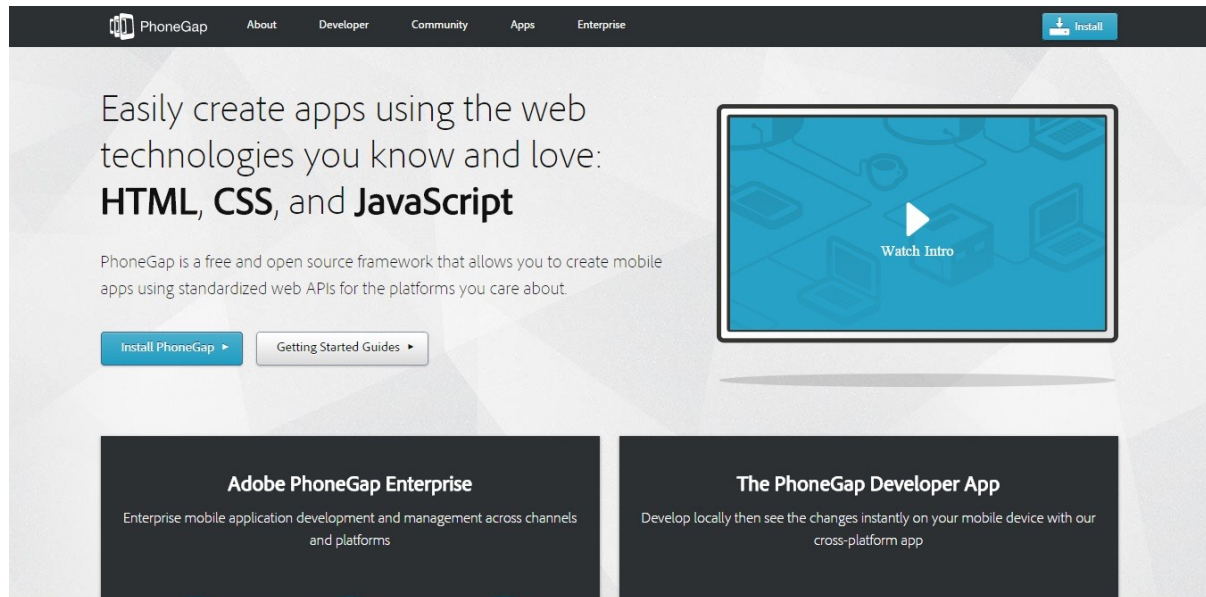 PhoneGap About Developer Community Apps Enterprise Install
Easily create apps using the web
technologies you know and love:
HTML, CSS, and JavaScript
PhoneGap is a free and open source framework that allows you to create mobile
apps using standardized web APIs for the platforms you care about.
Install PhoneGap Getting Started Guides
Watch Intro
Adobe PhoneGap Enterprise
Enterprise mobile application development and management across channels
and platforms
The PhoneGap Developer App
Develop locally then see the changes instantly on your mobile device with our
cross-platform app